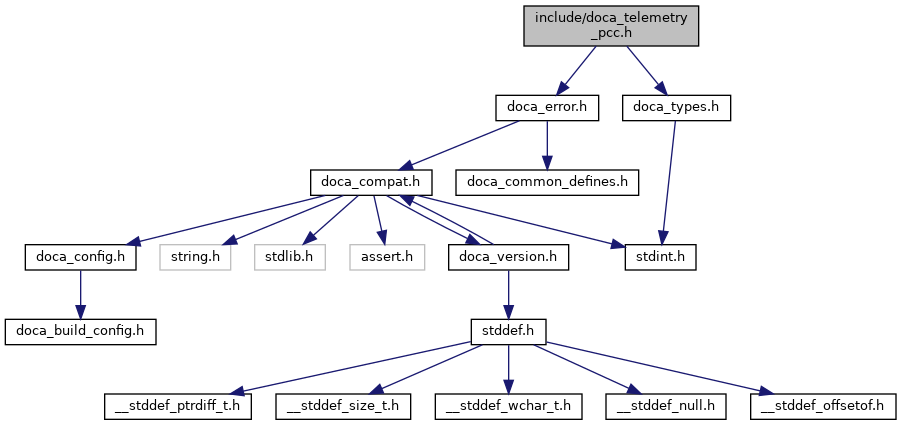 include/doca_telemetry
_pcc.h
doca_error.h
doca_types.h
doca_compat.h
doca_common_defines.h
doca_config.h
string.h
stdlib.h
assert.h
doca_version.h
stdint.h
doca_build_config.h
stddef.h
__stddef_ptrdiff_t.h
__stddef_size_t.h
__stddef_wchar_t.h
__stddef_null.h
__stddef_offsetof.h